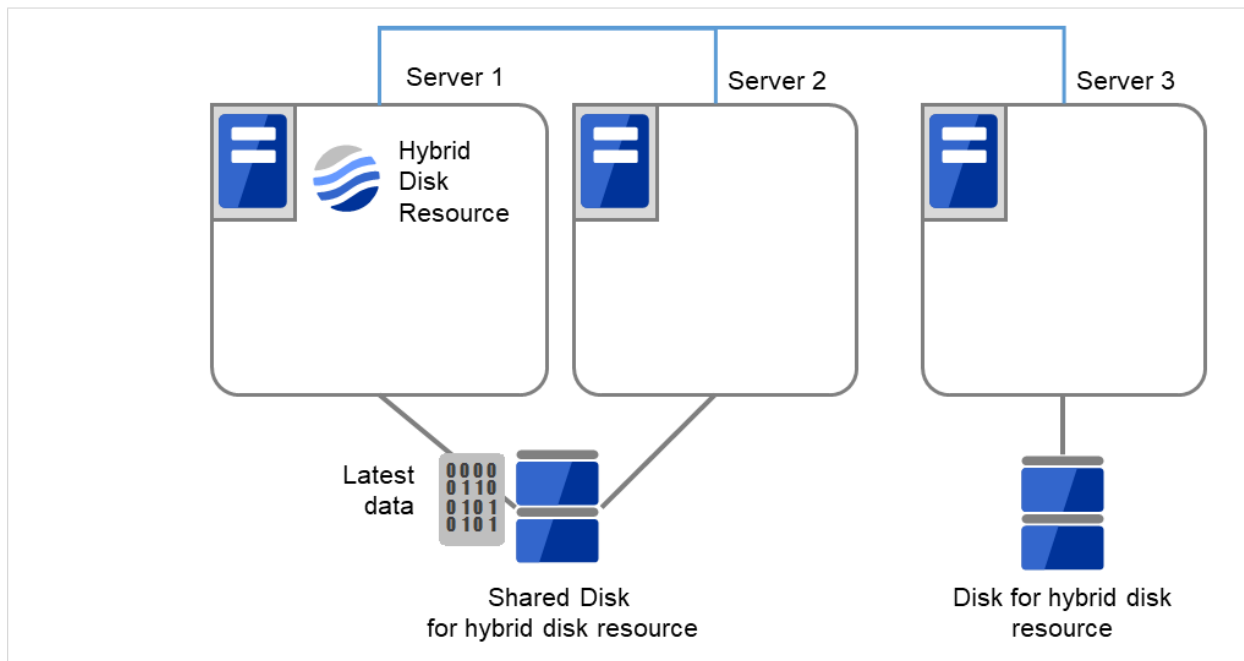 Server 1
Server 2
Server 3
Hybrid
Disk
Resource
Latest
data
0000
0110
0101
0101
Shared Disk
for hybrid disk resource
Disk for hybrid disk
resource